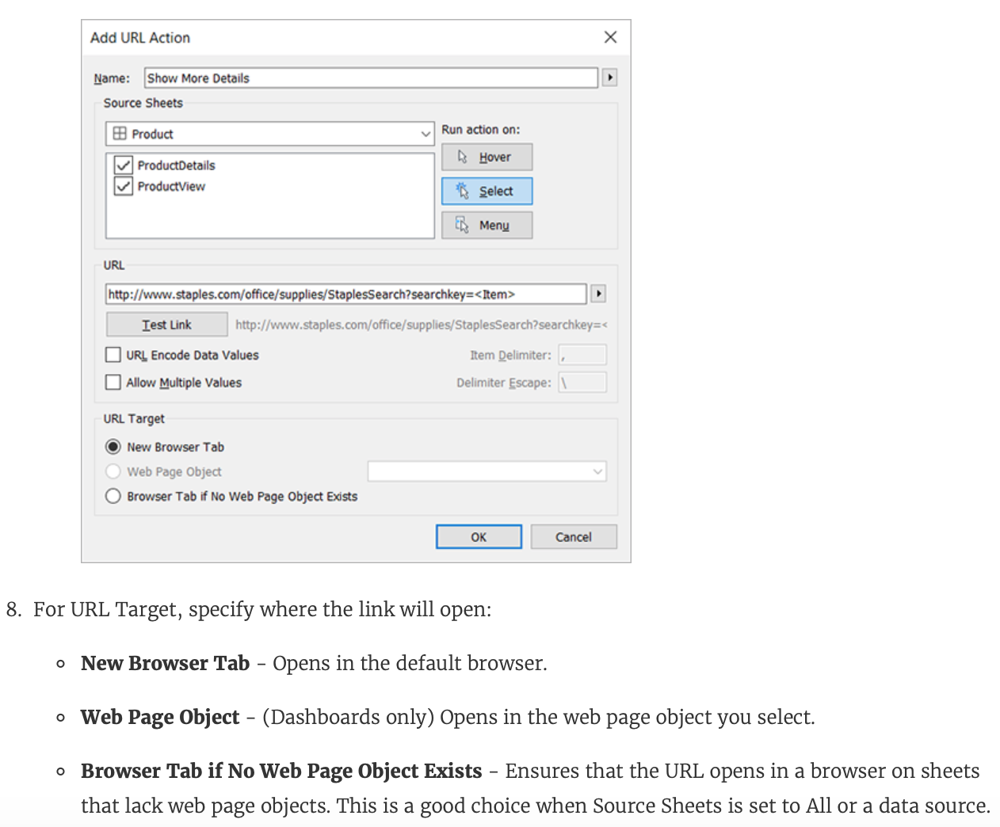 Add URL Action
Name: Show More Details
Source Sheets
Product
Run action on:
ProductDetails
ProductView
Hover
Select
Menu
URL
http://www.staples.com/office/supplies/StaplesSearch?searchkey=<Item>
Test Link http://www.staples.com/office/supplies/StaplesSearch?searchkey=<
URL Encode Data Values Item Delimiter: ,
Allow Multiple Values Delimiter Escape: \
URL Target
New Browser Tab
Web Page Object
Browser Tab if No Web Page Object Exists
OK Cancel
8. For URL Target, specify where the link will open:
New Browser Tab – Opens in the default browser.
Web Page Object – (Dashboards only) Opens in the web page object you select.
Browser Tab if No Web Page Object Exists – Ensures that the URL opens in a browser on sheets
that lack web page objects. This is a good choice when Source Sheets is set to All or a data source.